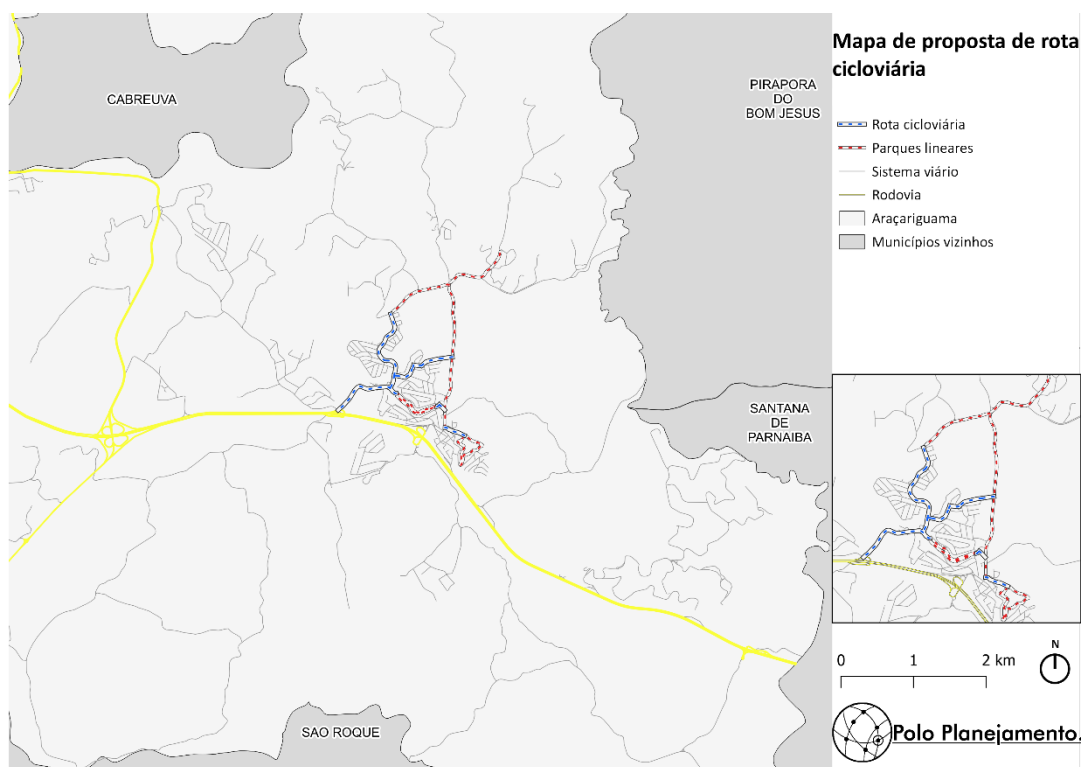 Mapa de proposta de rota
cicloviária
CABREUVA
PIRAPORA
DO
BOM JESUS
Rota cicloviária
Parques lineares
Sistema viário
Rodovia
Araçariguama
Municípios vizinhos
SANTANA
DE
PARNAIBA
SAO ROQUE
N
0 1 2 km
Polo Planejamento.